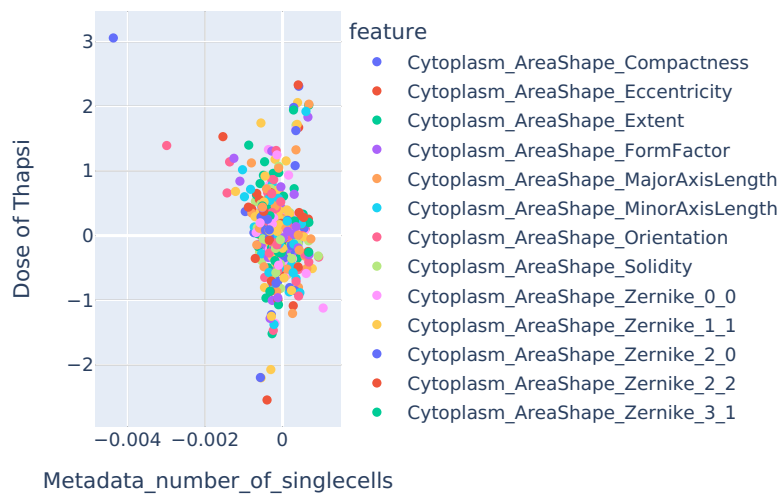 feature
Cytoplasm_AreaShape_Compactness
Cytoplasm_AreaShape_Eccentricity
Cytoplasm_AreaShape_Extent
Cytoplasm_AreaShape_FormFactor
Cytoplasm_AreaShape_MajorAxisLength
Cytoplasm_AreaShape_MinorAxisLength
Cytoplasm_AreaShape_Orientation
Cytoplasm_AreaShape_Solidity
Cytoplasm_AreaShape_Zernike_0_0
Cytoplasm_AreaShape_Zernike_1_1
Cytoplasm_AreaShape_Zernike_2_0
Cytoplasm_AreaShape_Zernike_2_2
Cytoplasm_AreaShape_Zernike_3_1
Dose of Thapsi
3
2
1
0
−1
−2
−0.004 −0.002 0
Metadata_number_of_singlecells